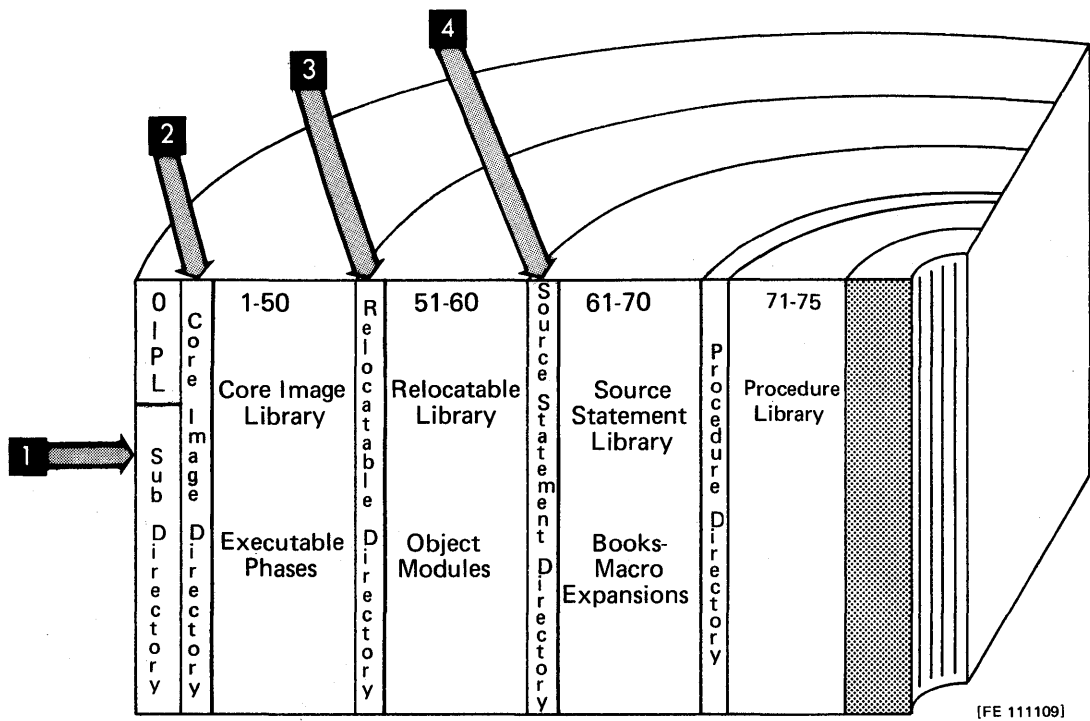 4
3
2
1
0
IPL
Sub Directory
Core Image Directory
1-50
Core Image
Library
Executable
Phases
Relocatable Directory
51-60
Relocatable
Library
Object
Modules
Source Statement Directory
61-70
Source
Statement
Library
Books-
Macro
Expansions
Procedure Directory
71-75
Procedure
Library
[FE 111109]